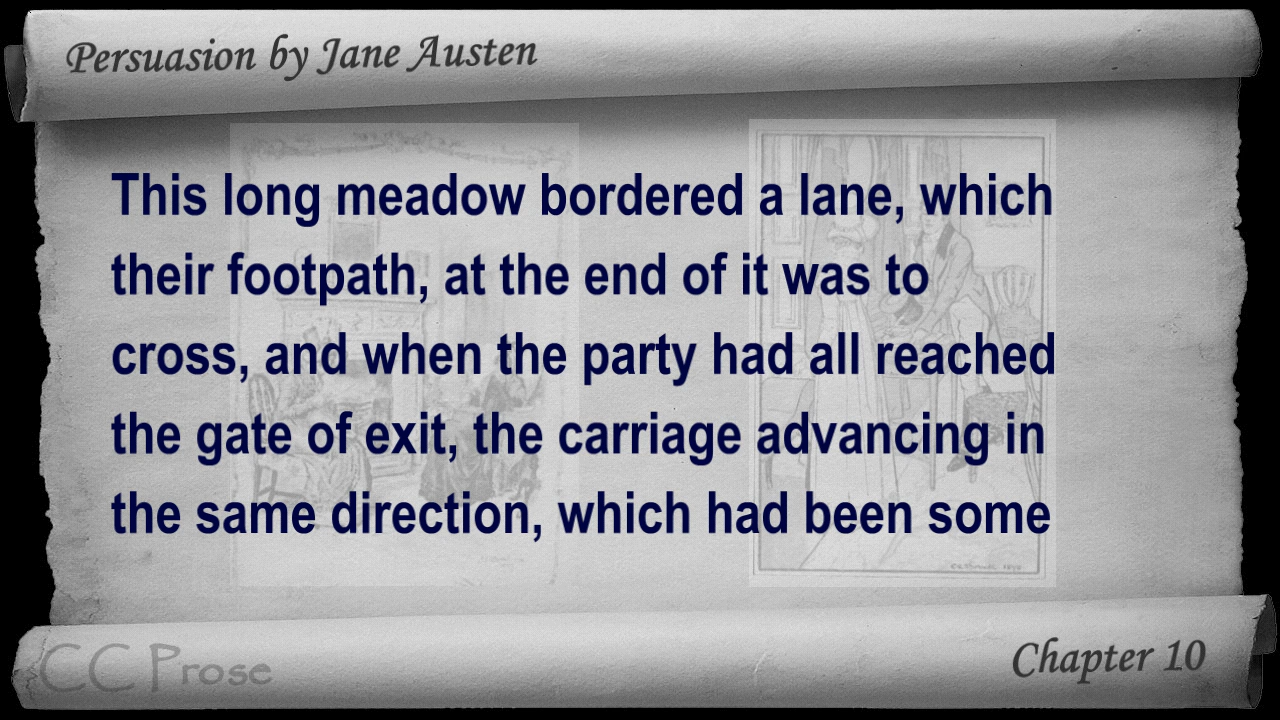 Persuasion by Jane Austen
This long meadow bordered a lane, which
their footpath, at the end of it was to
cross, and when the party had all reached
the gate of exit, the carriage advancing in
the same direction, which had been some
CC Prose
Chapter 10